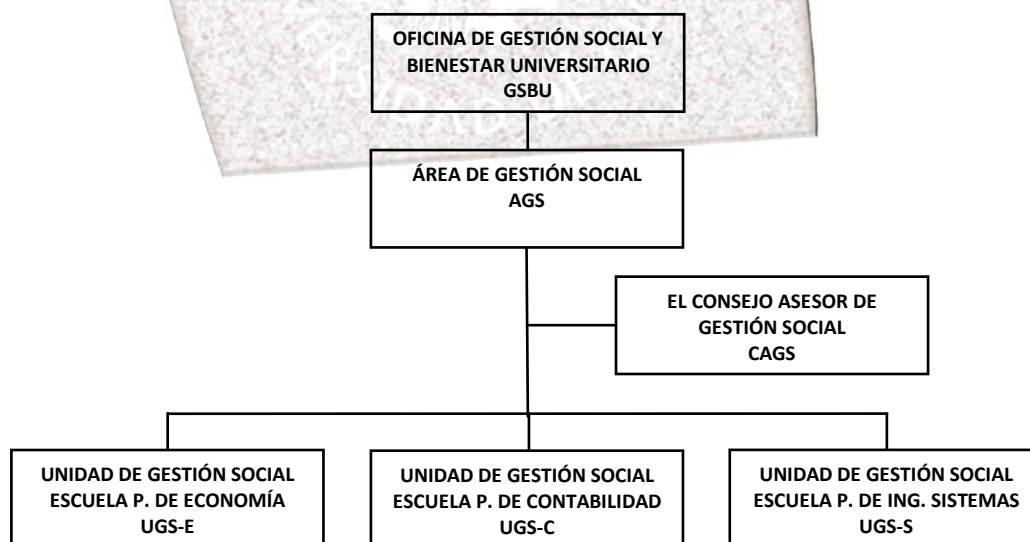 OFICINA DE GESTIÓN SOCIAL Y
BIENESTAR UNIVERSITARIO
GSBU
ÁREA DE GESTIÓN SOCIAL
AGS
EL CONSEJO ASESOR DE
GESTIÓN SOCIAL
CAGS
UNIDAD DE GESTIÓN SOCIAL
ESCUELA P. DE ECONOMÍA
UGS-E
UNIDAD DE GESTIÓN SOCIAL
ESCUELA P. DE CONTABILIDAD
UGS-C
UNIDAD DE GESTIÓN SOCIAL
ESCUELA P. DE ING. SISTEMAS
UGS-S